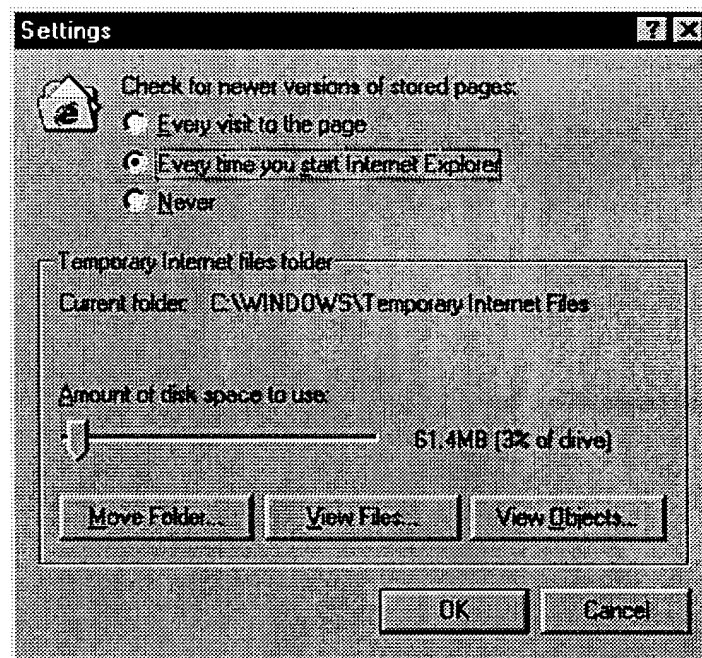 Settings
Check for newer versions of stored pages:
Every visit to the page
Every time you start Internet Explorer
Never
Temporary Internet files folder
Current folder: C:\WINDOWS\Temporary Internet Files
Amount of disk space to use:
61.4MB (3% of drive)
Move Folder... View Files... View Objects...
OK Cancel